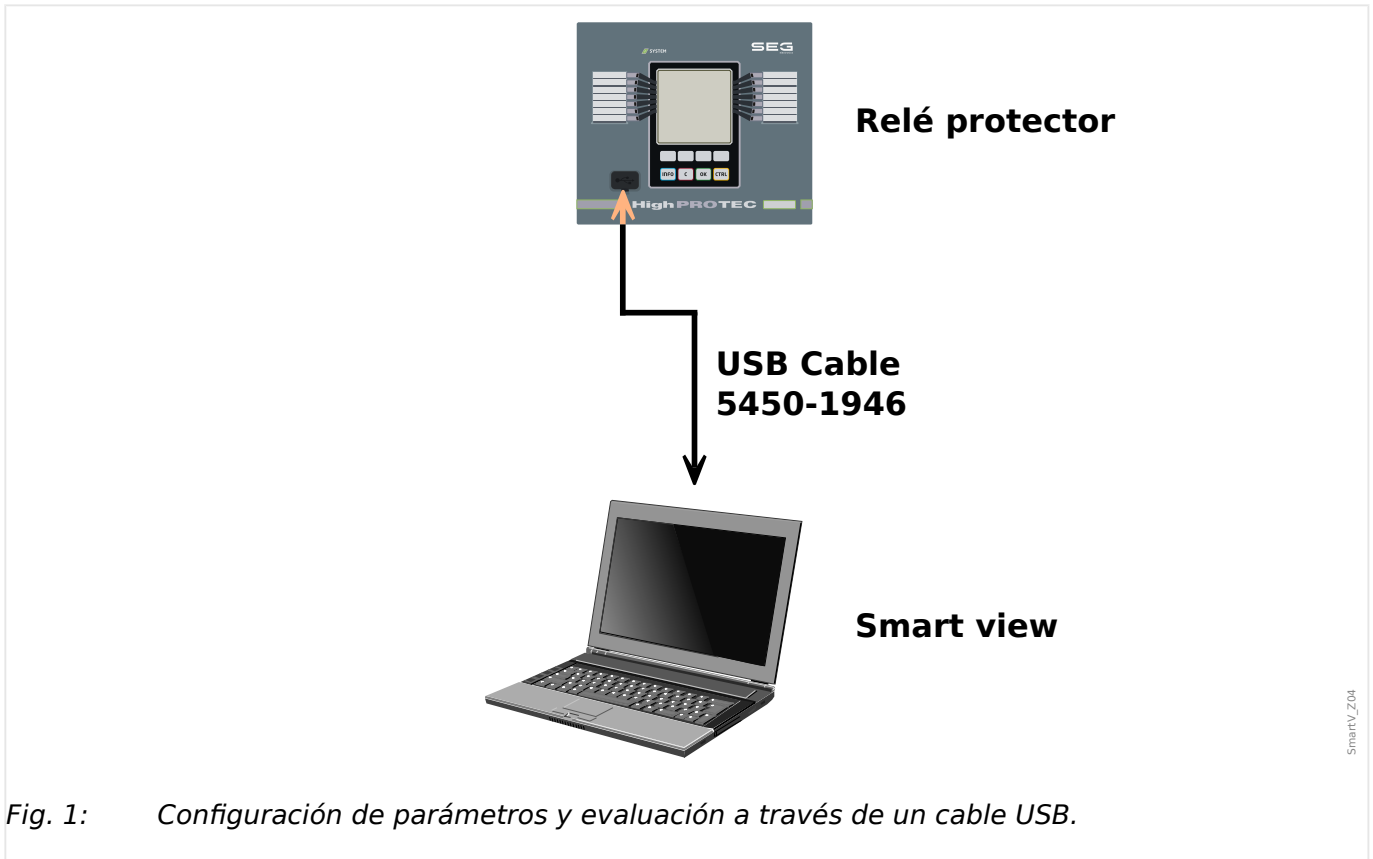 SYSTEM
SEG
Relé protector
INFO C OK CTRL
HighPROTEC
USB Cable
5450-1946
Smart view
SmartV_Z04
Fig. 1: Configuración de parámetros y evaluación a través de un cable USB.